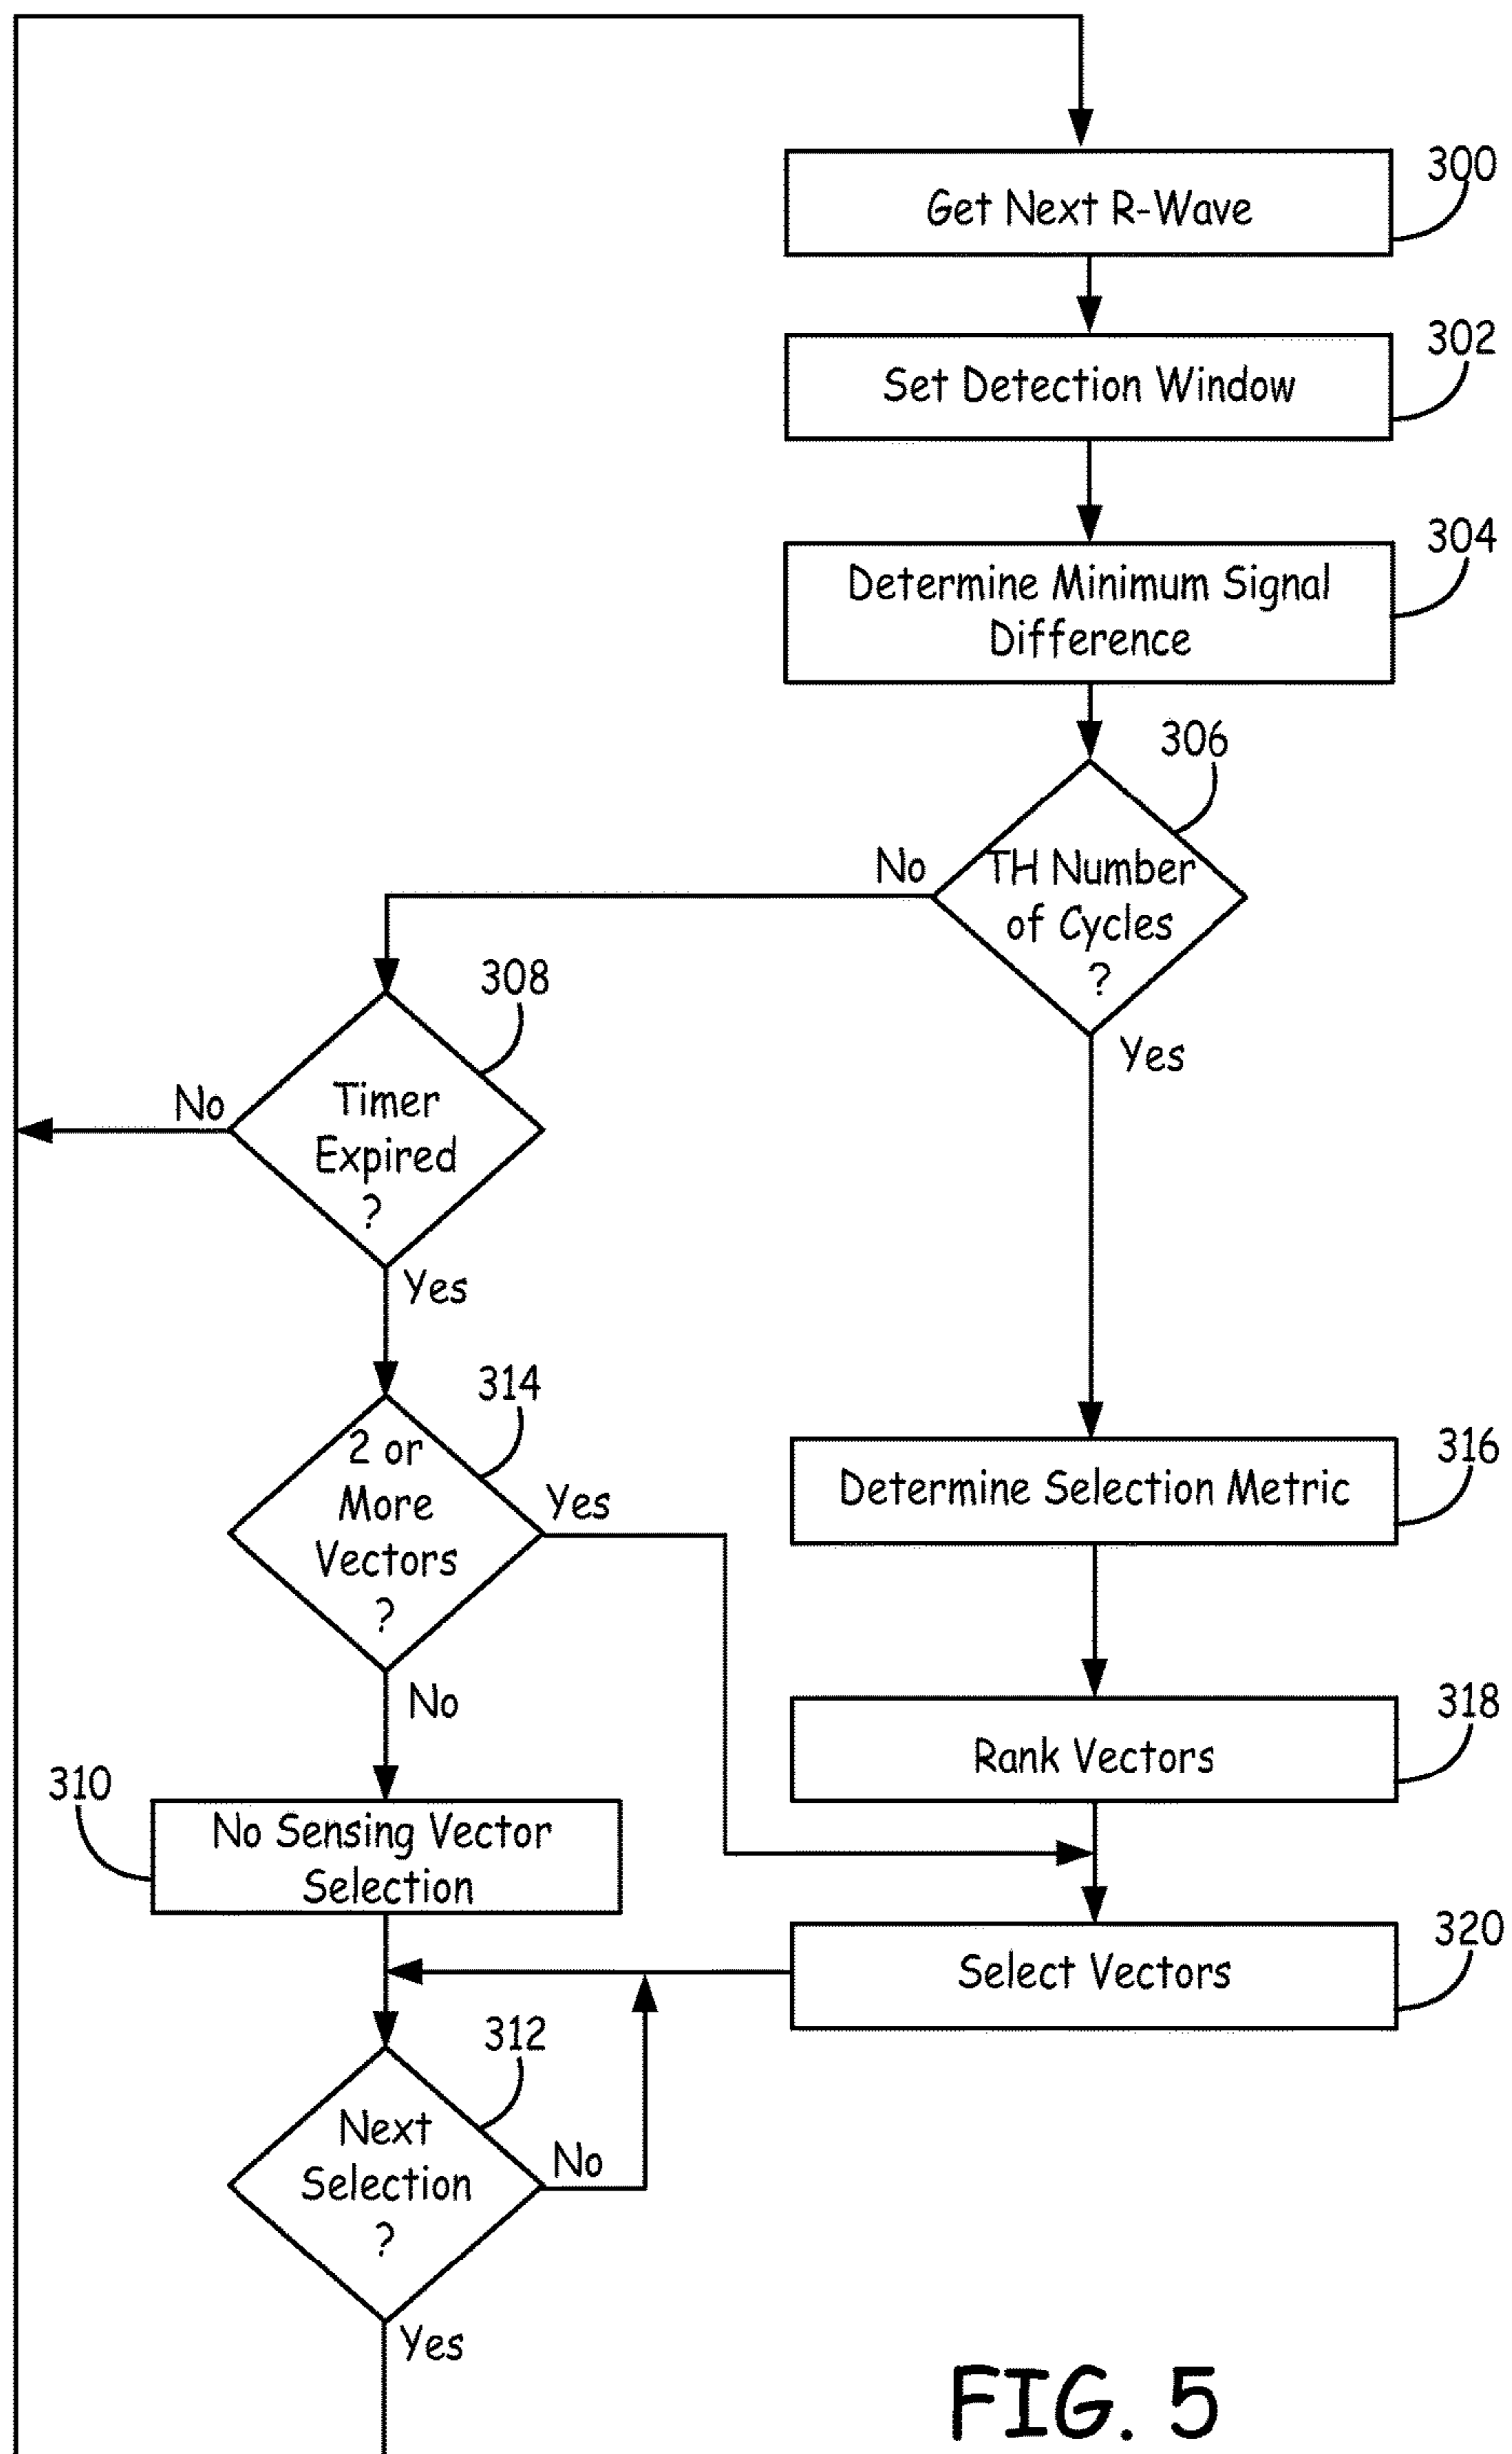 300
Get Next R-Wave
302
Set Detection Window
304
Determine Minimum Signal
Difference
306
No
TH Number
of Cycles
?
Yes
308
No
Timer
Expired
?
Yes
314
2 or
More
Vectors
?
Yes
No
316
Determine Selection Metric
318
Rank Vectors
310
No Sensing Vector
Selection
320
Select Vectors
312
Next
Selection
?
No
Yes
FIG. 5